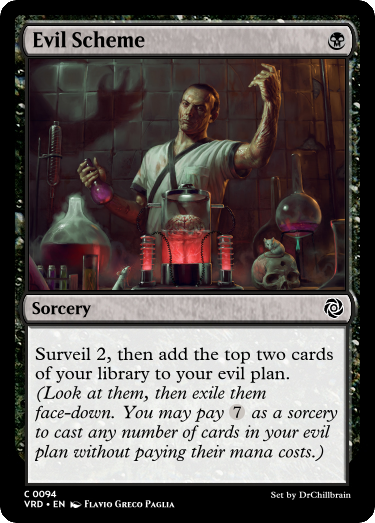 Evil Scheme
Sorcery
Surveil 2, then add the top two cards
of your library to your evil plan.
(Look at them, then exile them
face-down. You may pay 7 as a sorcery
to cast any number of cards in your evil
plan without paying their mana costs.)
C 0094
VRD • EN Flavio Greco Paglia
Set by DrChillbrain